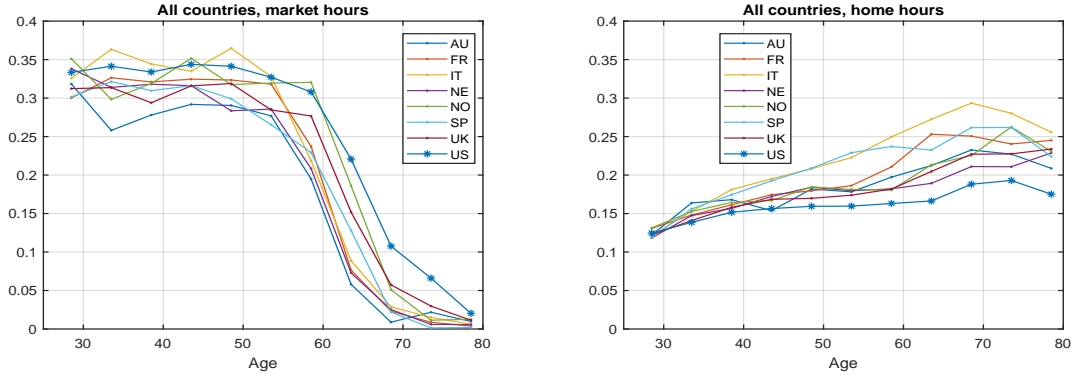 All countries, market hours
0.4
0.35
0.3
0.25
0.2
0.15
0.1
0.05
0
30 40 50 60 70 80
Age
AU
FR
IT
NE
NO
SP
UK
US
All countries, home hours
0.4
0.35
0.3
0.25
0.2
0.15
0.1
0.05
0
30 40 50 60 70 80
Age
AU
FR
IT
NE
NO
SP
UK
US